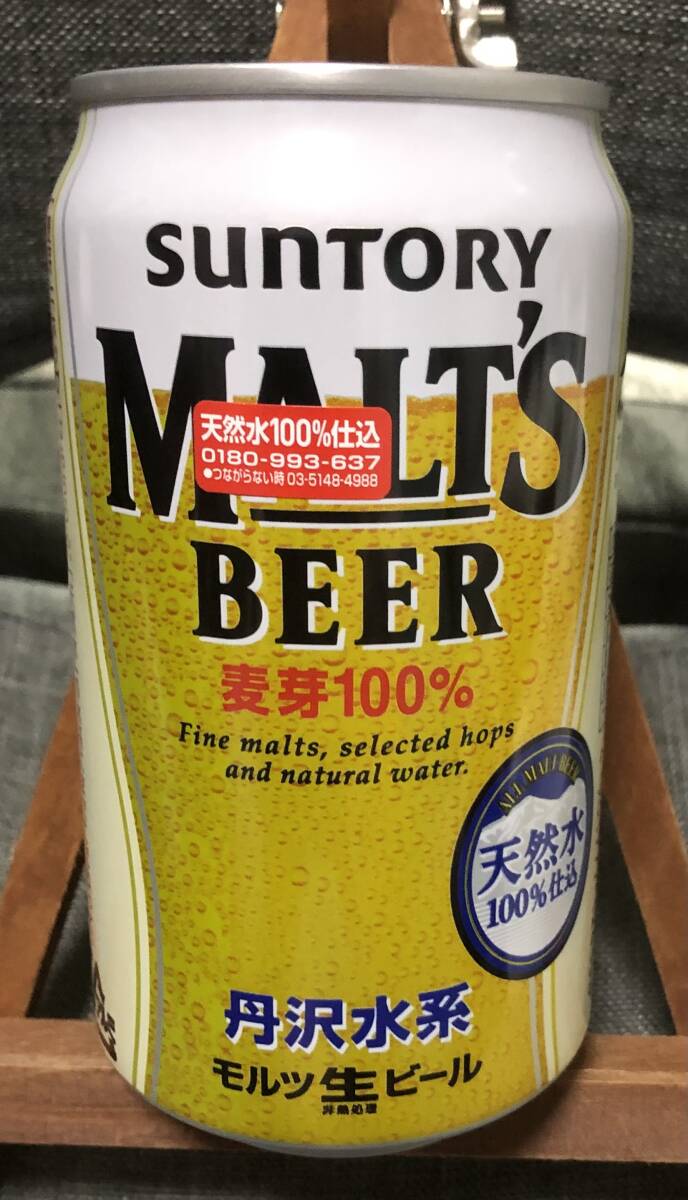 SUNTORY
MALT'S
天然水100%仕込
0180-993-637
●つながらない時 03-5148-4988
BEER
麦芽100%
Fine malts, selected hops
and natural water.
ALL MALT BEER
天然水
100%仕込
丹沢水系
モルツ生ビール
非熱処理